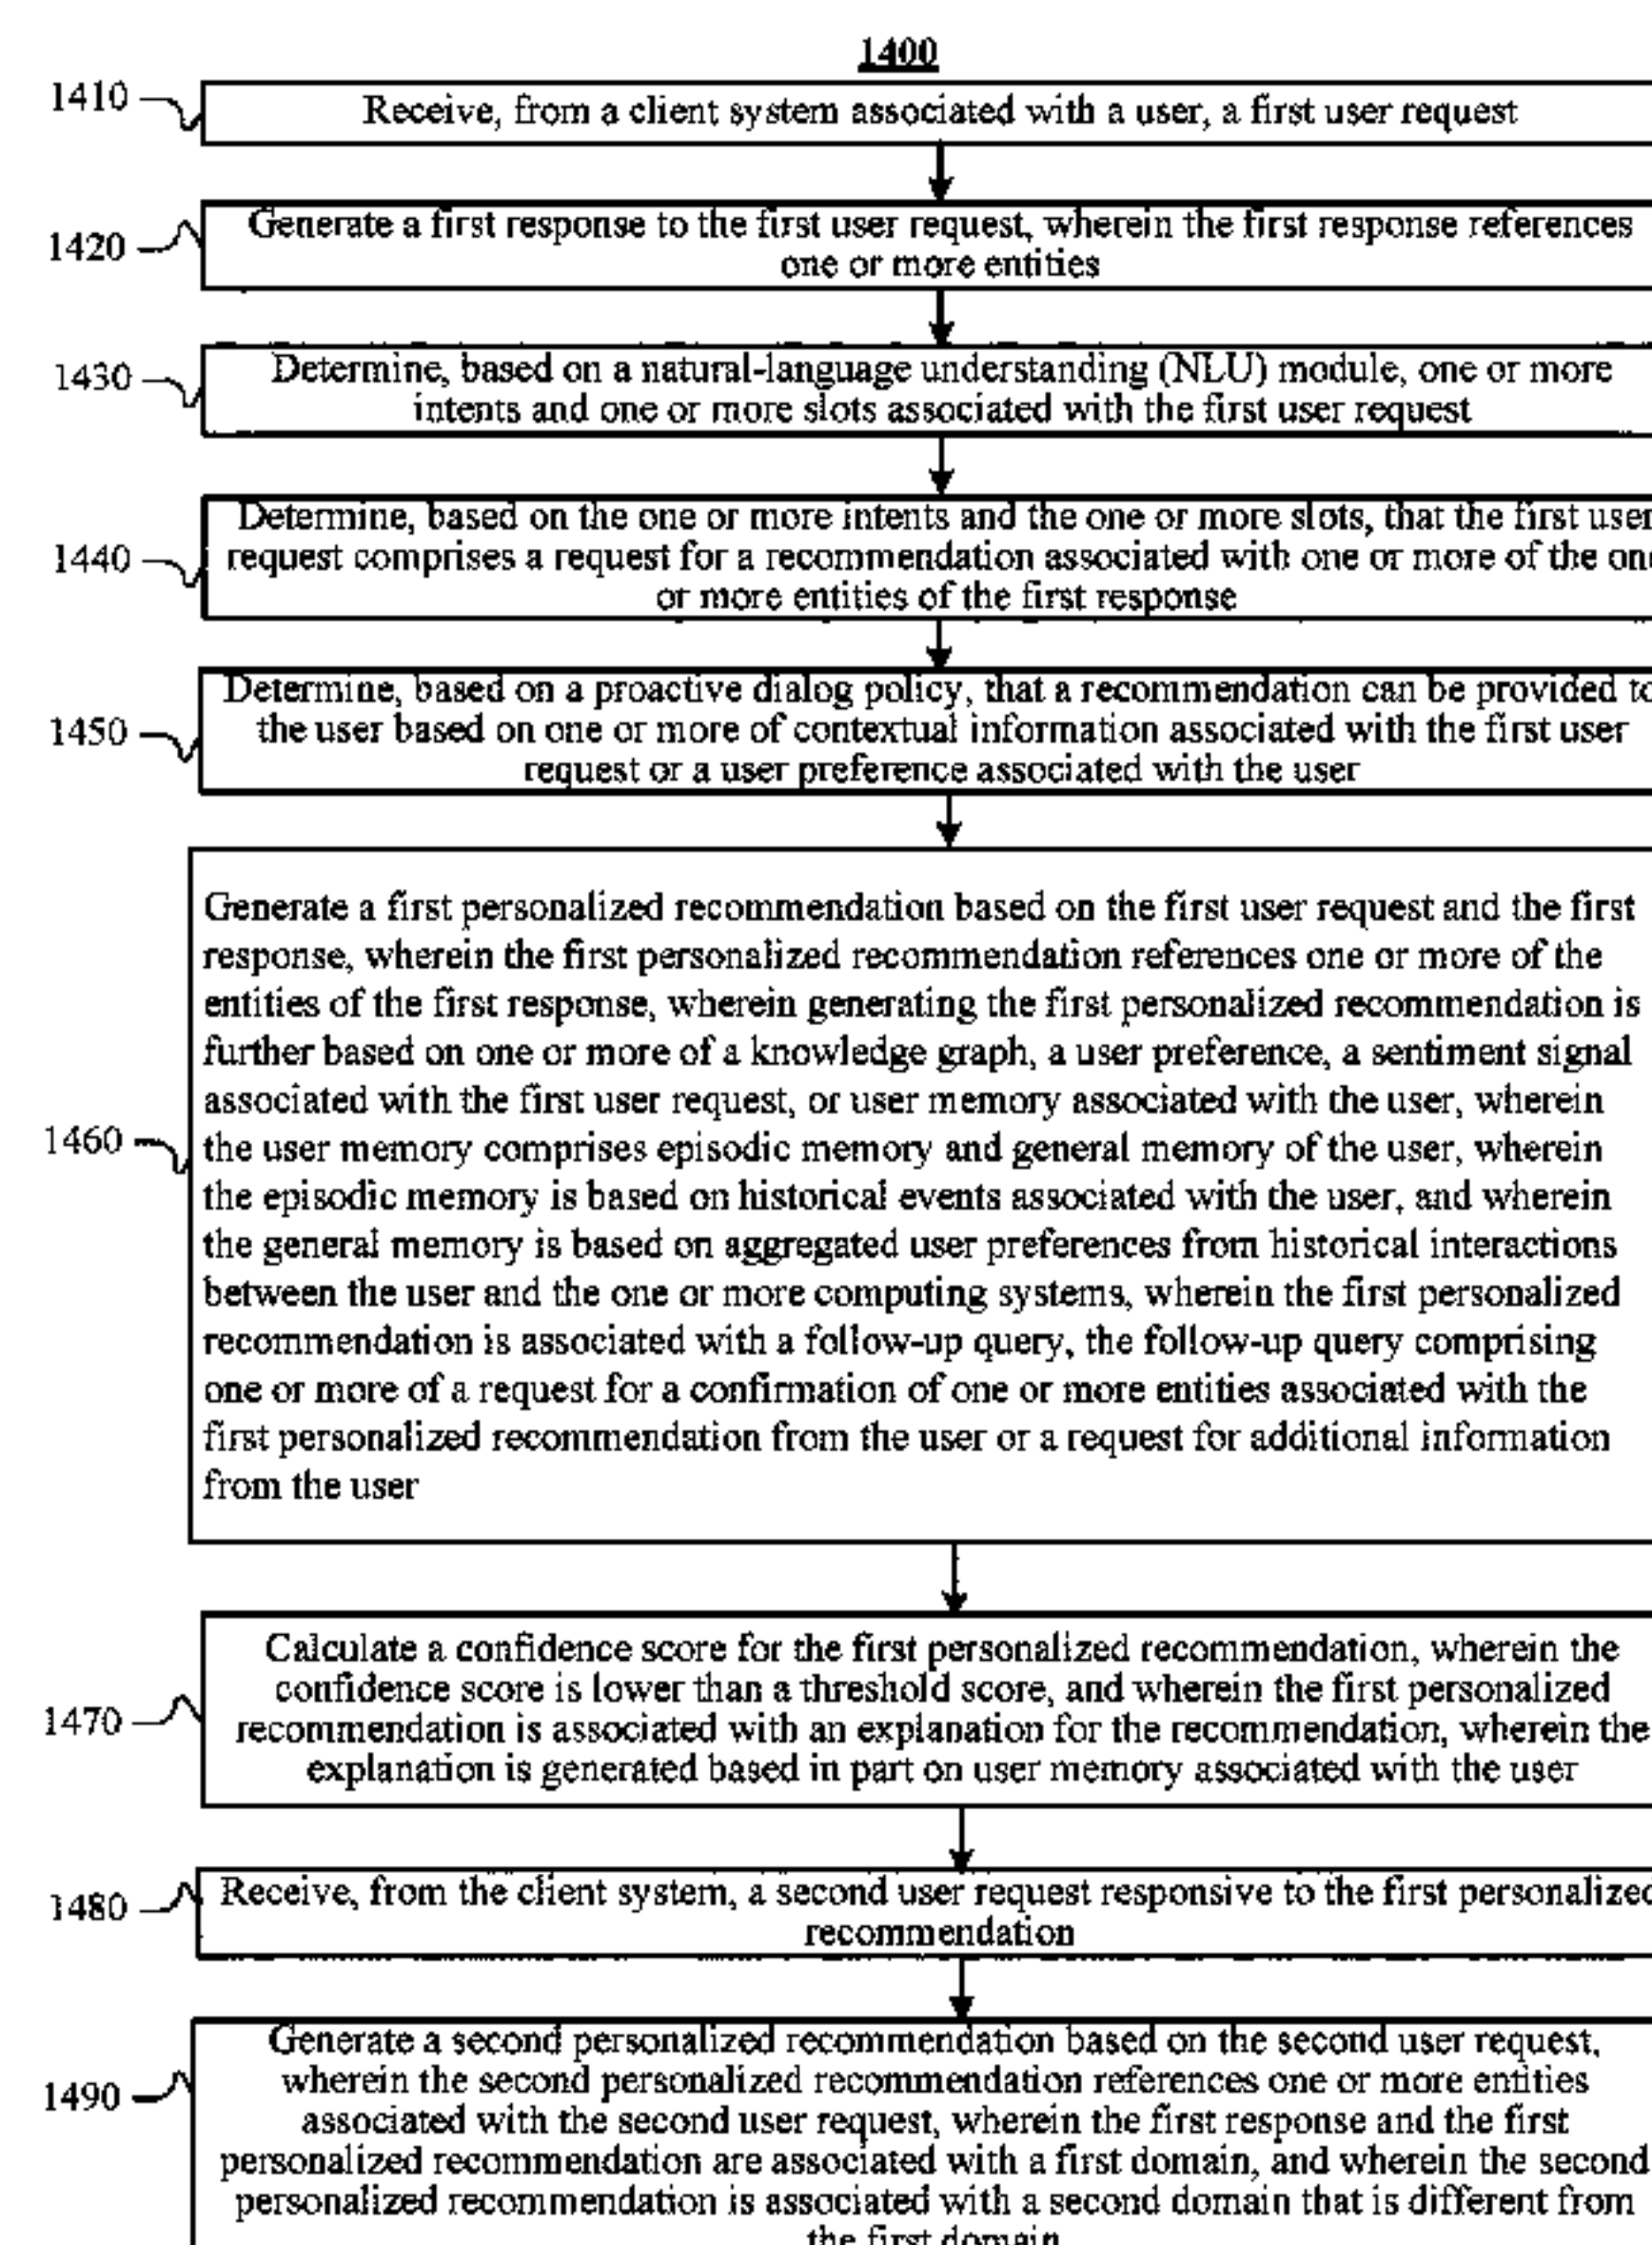 1400
1410
Receive, from a client system associated with a user, a first user request
1420
Generate a first response to the first user request, wherein the first response references
one or more entities
1430
Determine, based on a natural-language understanding (NLU) module, one or more
intents and one or more slots associated with the first user request
1440
Determine, based on the one or more intents and the one or more slots, that the first user
request comprises a request for a recommendation associated with one or more of the one
or more entities of the first response
1450
Determine, based on a proactive dialog policy, that a recommendation can be provided to
the user based on one or more of contextual information associated with the first user
request or a user preference associated with the user
1460
Generate a first personalized recommendation based on the first user request and the first
response, wherein the first personalized recommendation references one or more of the
entities of the first response, wherein generating the first personalized recommendation is
further based on one or more of a knowledge graph, a user preference, a sentiment signal
associated with the first user request, or user memory associated with the user, wherein
the user memory comprises episodic memory and general memory of the user, wherein
the episodic memory is based on historical events associated with the user, and wherein
the general memory is based on aggregated user preferences from historical interactions
between the user and the one or more computing systems, wherein the first personalized
recommendation is associated with a follow-up query, the follow-up query comprising
one or more of a request for a confirmation of one or more entities associated with the
first personalized recommendation from the user or a request for additional information
from the user
1470
Calculate a confidence score for the first personalized recommendation, wherein the
confidence score is lower than a threshold score, and wherein the first personalized
recommendation is associated with an explanation for the recommendation, wherein the
explanation is generated based in part on user memory associated with the user
1480
Receive, from the client system, a second user request responsive to the first personalized
recommendation
1490
Generate a second personalized recommendation based on the second user request,
wherein the second personalized recommendation references one or more entities
associated with the second user request, wherein the first response and the first
personalized recommendation are associated with a first domain, and wherein the second
personalized recommendation is associated with a second domain that is different from
the first domain